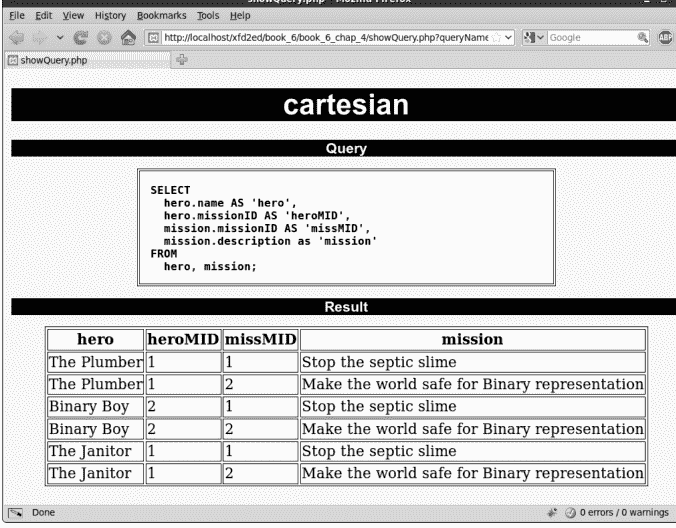 showQuery.php - Mozilla Firefox
File Edit View History Bookmarks Tools Help
http://localhost/xfd2ed/book_6/book_6_chap_4/showQuery.php?queryName Google ABP
showQuery.php
cartesian
Query
SELECT
hero.name AS 'hero',
hero.missionID AS 'heroMID',
mission.missionID AS 'missMID',
mission.description as 'mission'
FROM
hero, mission;
Result
hero heroMID missMID mission
The Plumber 1 1 Stop the septic slime
The Plumber 1 2 Make the world safe for Binary representation
Binary Boy 2 1 Stop the septic slime
Binary Boy 2 2 Make the world safe for Binary representation
The Janitor 1 1 Stop the septic slime
The Janitor 1 2 Make the world safe for Binary representation
Done 0 errors / 0 warnings